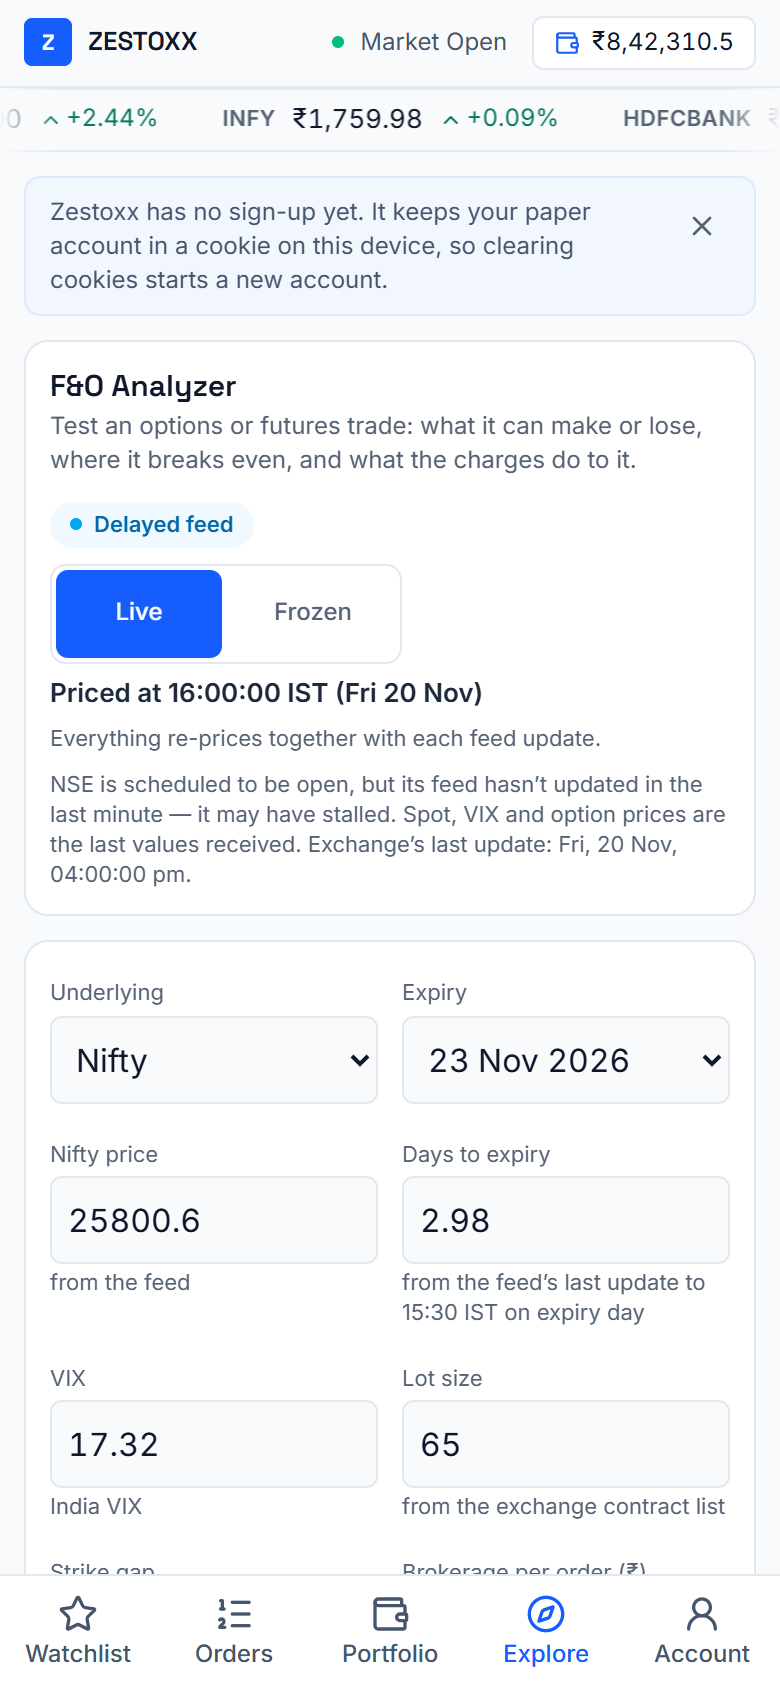 Z ZESTOXX Market Open ₹8,42,310.5
+2.44% INFY ₹1,759.98 +0.09% HDFCBANK
Zestoxx has no sign-up yet. It keeps your paper
account in a cookie on this device, so clearing
cookies starts a new account.
F&O Analyzer
Test an options or futures trade: what it can make or lose,
where it breaks even, and what the charges do to it.
Delayed feed
Live Frozen
Priced at 16:00:00 IST (Fri 20 Nov)
Everything re-prices together with each feed update.
NSE is scheduled to be open, but its feed hasn’t updated in the
last minute — it may have stalled. Spot, VIX and option prices are
the last values received. Exchange’s last update: Fri, 20 Nov,
04:00:00 pm.
Underlying Expiry
Nifty 23 Nov 2026
Nifty price Days to expiry
25800.6 2.98
from the feed from the feed’s last update to
15:30 IST on expiry day
VIX Lot size
17.32 65
India VIX from the exchange contract list
Strike gap Brokerage per order (₹)
Watchlist Orders Portfolio Explore Account